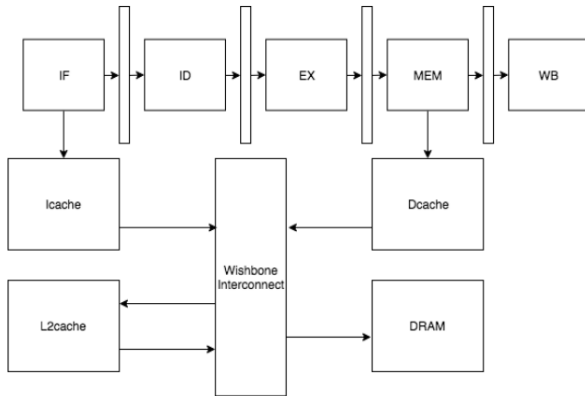 IF
ID
EX
MEM
WB
Icache
Dcache
Wishbone
Interconnect
L2cache
DRAM